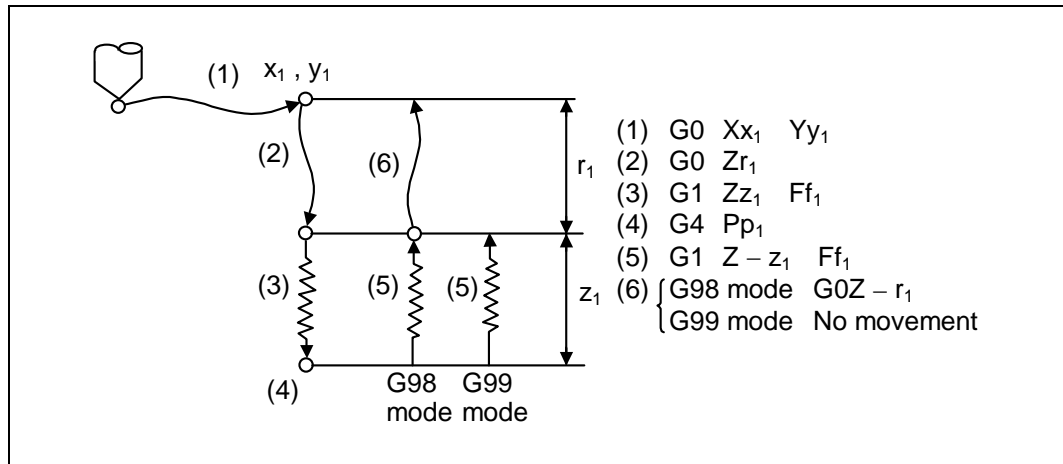 (1) x₁ , y₁
(2)
(6)
r₁
(3)
(5)
(5)
z₁
(4)
G98 mode
G99 mode
(1) G0 Xx₁ Yy₁
(2) G0 Zr₁
(3) G1 Zz₁ Ff₁
(4) G4 Pp₁
(5) G1 Z – z₁ Ff₁
(6) G98 mode G0Z – r₁
G99 mode No movement